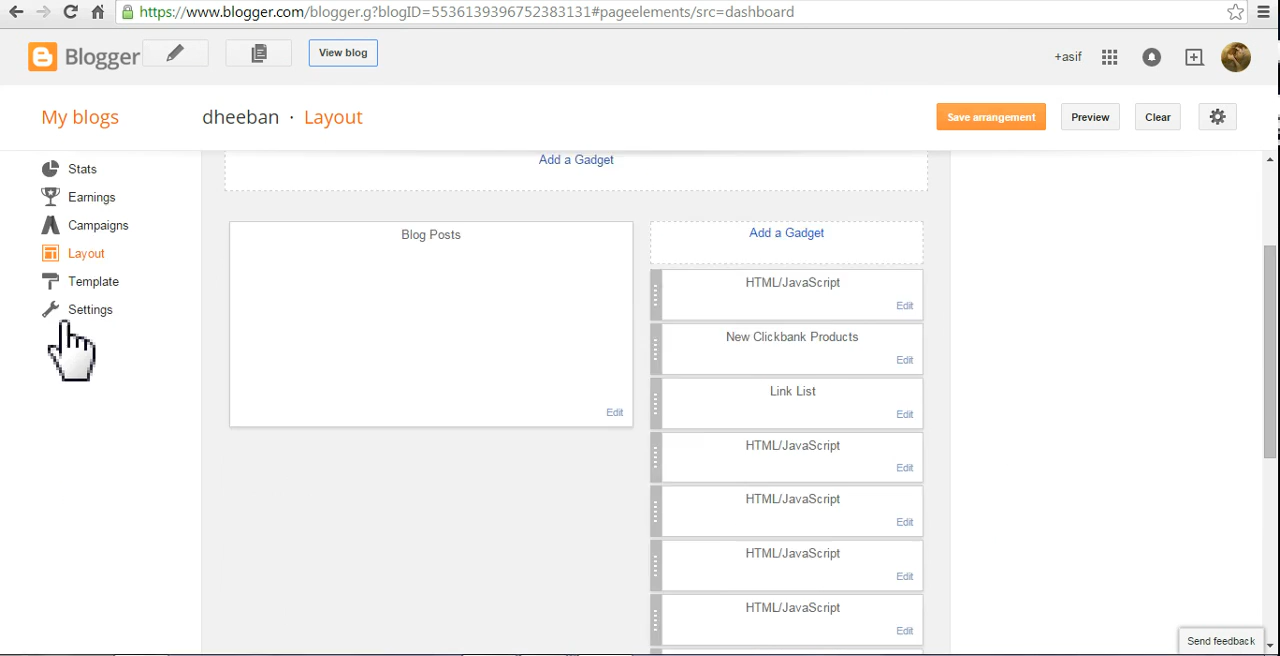 https://www.blogger.com/blogger.g?blogID=5536139396752383131#pageelements/src=dashboard
Blogger
View blog
+asif
My blogs
dheeban · Layout
Save arrangement
Preview
Clear
Stats
Earnings
Campaigns
Layout
Template
Settings
Add a Gadget
Blog Posts
Edit
Add a Gadget
HTML/JavaScript
Edit
New Clickbank Products
Edit
Link List
Edit
HTML/JavaScript
Edit
HTML/JavaScript
Edit
HTML/JavaScript
Edit
HTML/JavaScript
Edit
Send feedback